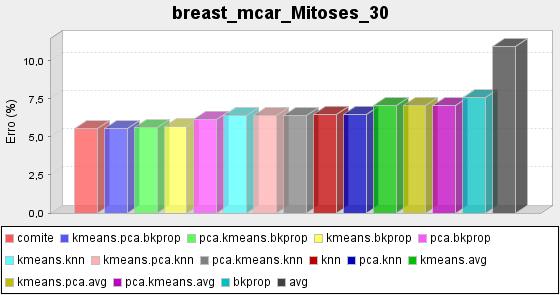 breast_mcar_Mitoses_30
Erro (%)
10,0
7,5
5,0
2,5
0,0
comite kmeans.pca.bkprop pca.kmeans.bkprop kmeans.bkprop pca.bkprop
kmeans.knn kmeans.pca.knn pca.kmeans.knn knn pca.knn kmeans.avg
kmeans.pca.avg pca.kmeans.avg bkprop avg